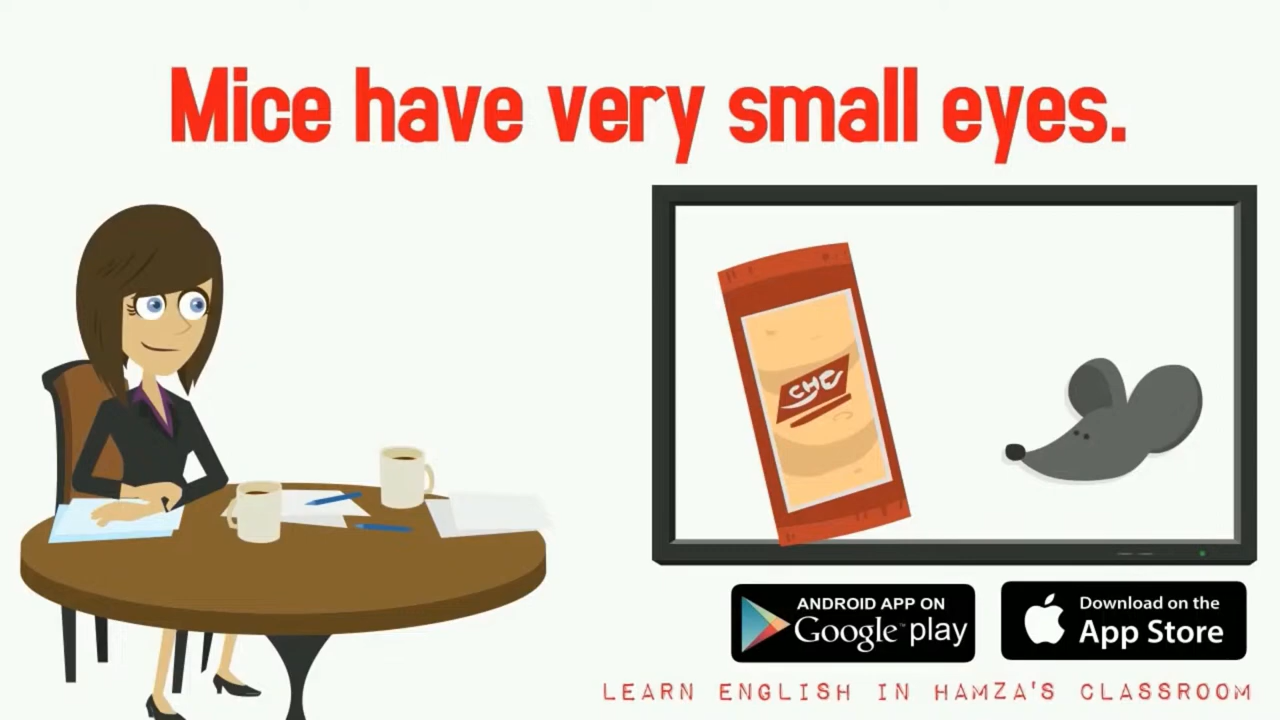 Mice have very small eyes.
CHC
ANDROID APP ON
Google play
Download on the
App Store
LEARN ENGLISH IN HAMZA'S CLASSROOM